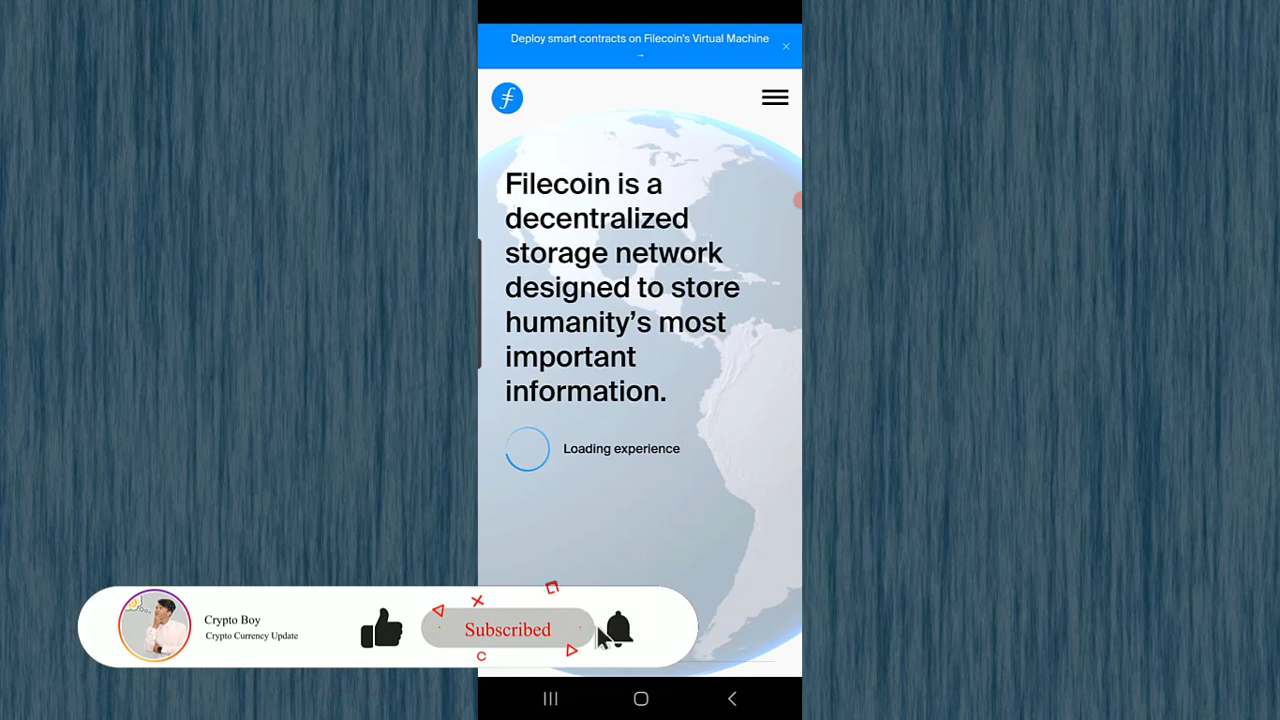 Deploy smart contracts on Filecoin's Virtual Machine
→
Filecoin is a
decentralized
storage network
designed to store
humanity's most
important
information.
Loading experience
Crypto Boy
Crypto Currency Update
Subscribed